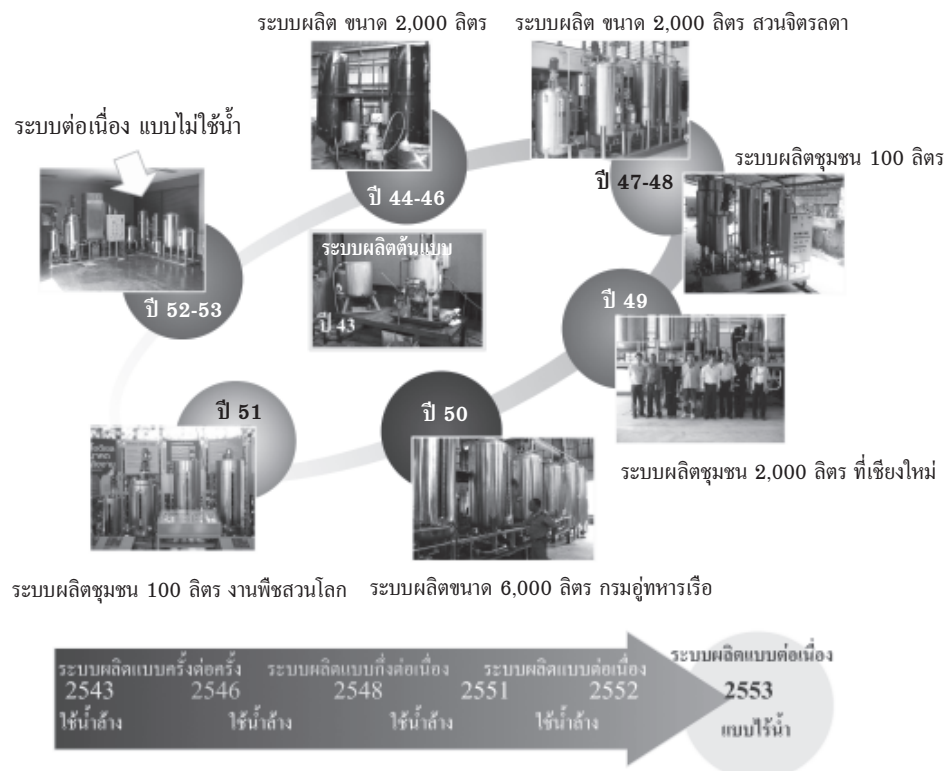 ระบบผลิต ขนาด 2,000 ลิตร
ระบบผลิต ขนาด 2,000 ลิตร สวนจิตรลดา
ระบบต่อเนื่อง แบบไม่ใช้น้ำ
ระบบผลิตชุมชน 100 ลิตร
ปี 44-46
ปี 47-48
ระบบผลิตต้นแบบ
ปี 43
ปี 52-53
ปี 49
ปี 51
ปี 50
ระบบผลิตชุมชน 2,000 ลิตร ที่เชียงใหม่
ระบบผลิตชุมชน 100 ลิตร งานพืชสวนโลก
ระบบผลิตขนาด 6,000 ลิตร กรมอู่ทหารเรือ
ระบบผลิตแบบครั้งต่อครั้ง ระบบผลิตแบบกึ่งต่อเนื่อง ระบบผลิตแบบต่อเนื่อง
ระบบผลิตแบบต่อเนื่อง
2543 2546 2548 2551 2552 2553
ใช้น้ำล้าง ใช้น้ำล้าง ใช้น้ำล้าง ใช้น้ำล้าง แบบไร้น้ำ